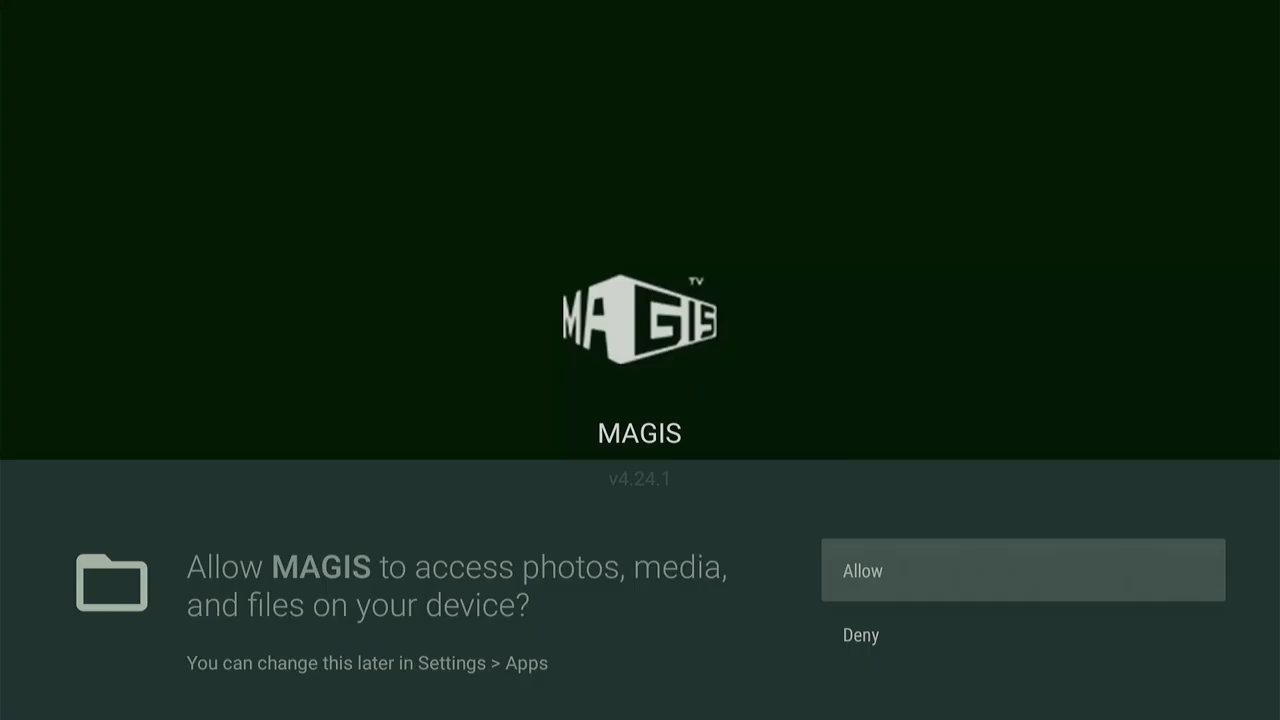 MAGIS TV
MAGIS
v4.24.1
Allow MAGIS to access photos, media,
and files on your device?
You can change this later in Settings > Apps
Allow
Deny